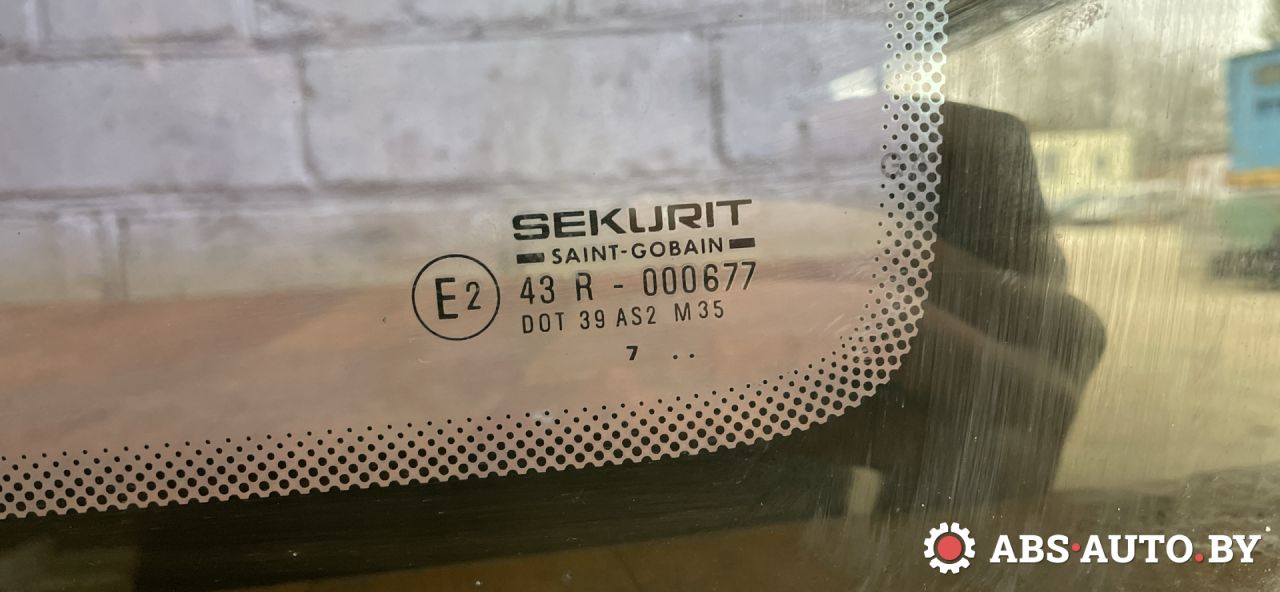 SEKURIT
SAINT-GOBAIN
E2
43 R - 000677
DOT 39 AS2 M35
7 ..
ABS·AUTO.BY